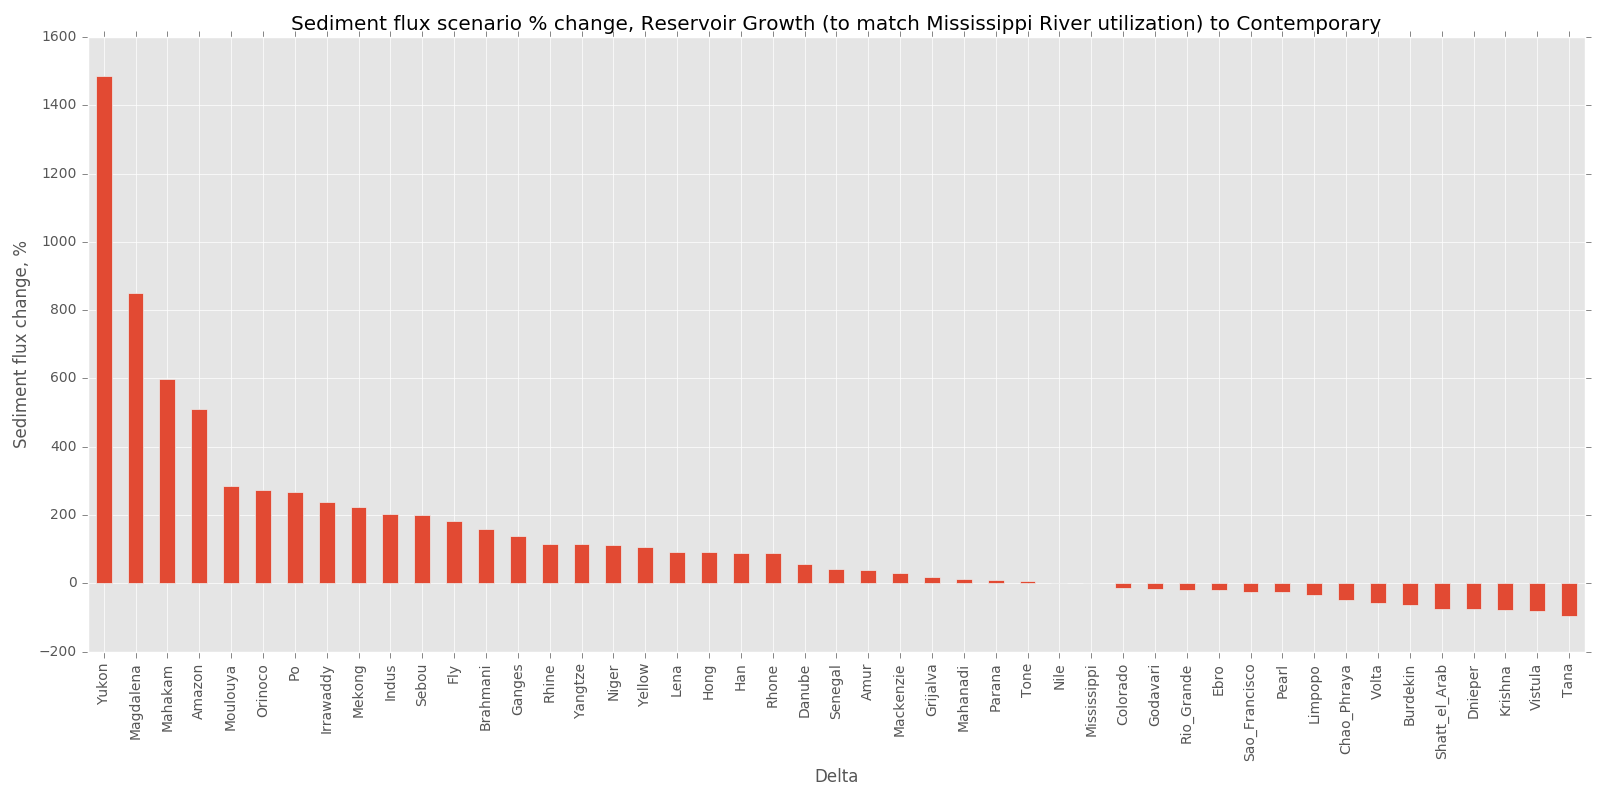 Sediment flux scenario % change, Reservoir Growth (to match Mississippi River utilization) to Contemporary
1600
1400
1200
1000
800
600
400
200
0
−200
Sediment flux change, %
Yukon
Magdalena
Mahakam
Amazon
Moulouya
Orinoco
Po
Irrawaddy
Mekong
Indus
Sebou
Fly
Brahmani
Ganges
Rhine
Yangtze
Niger
Yellow
Lena
Hong
Han
Rhone
Danube
Senegal
Amur
Mackenzie
Grijalva
Mahanadi
Parana
Tone
Nile
Mississippi
Colorado
Godavari
Rio_Grande
Ebro
Sao_Francisco
Pearl
Limpopo
Chao_Phraya
Volta
Burdekin
Shatt_el_Arab
Dnieper
Krishna
Vistula
Tana
Delta